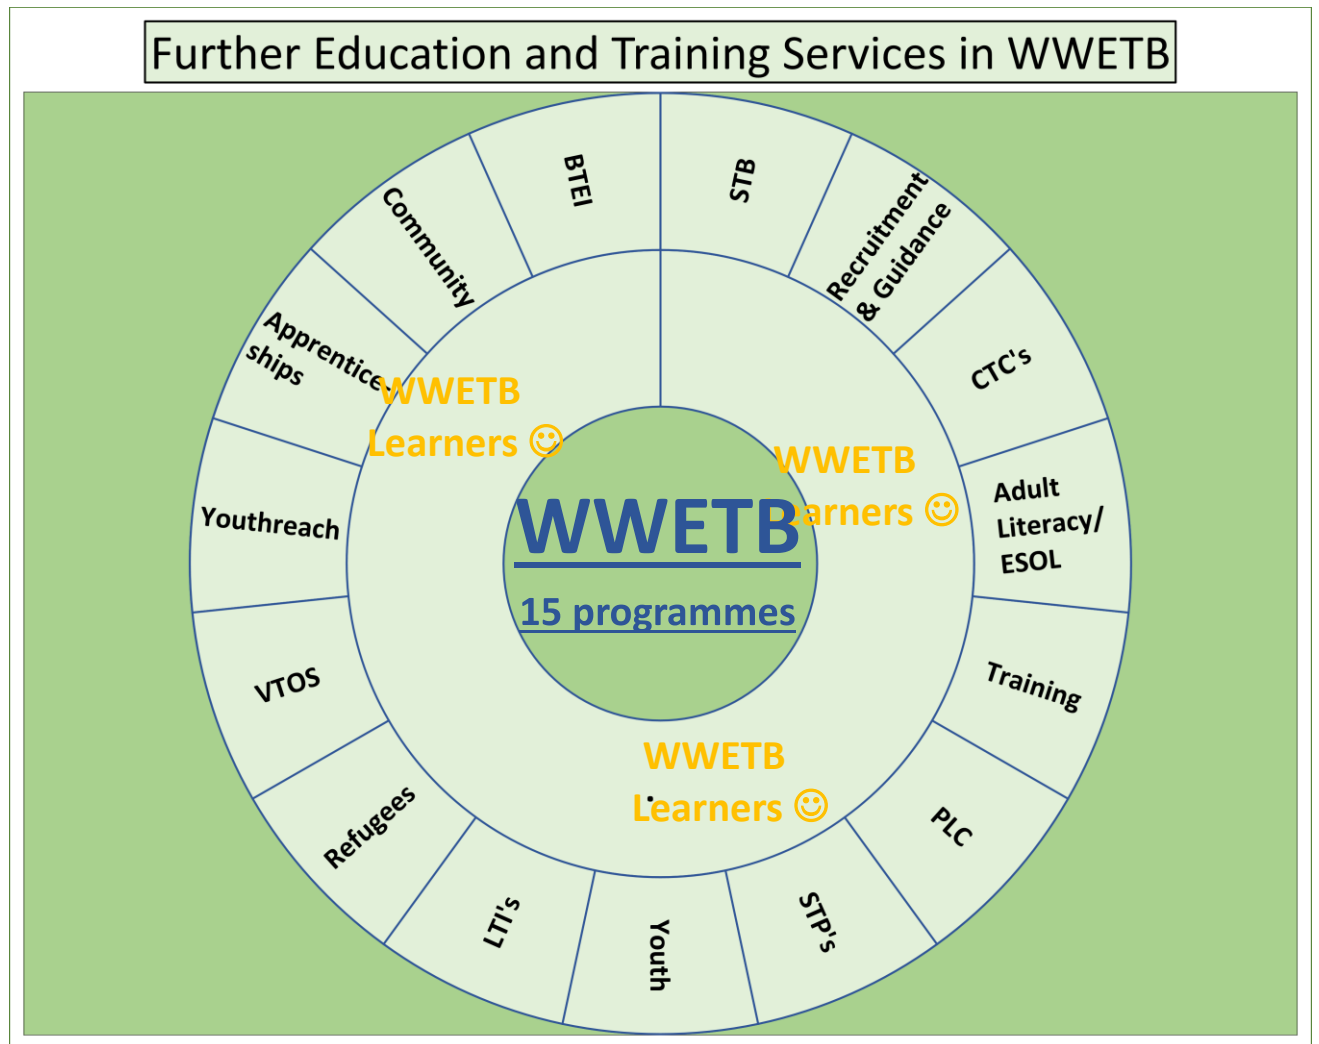 Further Education and Training Services in WWETB
STB
Recruitment
& Guidance
CTC's
Adult
Literacy/
ESOL
Training
PLC
STP's
Youth
LTI's
Refugees
VTOS
Youthreach
Apprentice-
ships
Community
BTEI
WWETB
Learners
WWETB
Learners
WWETB
Learners
WWETB
15 programmes